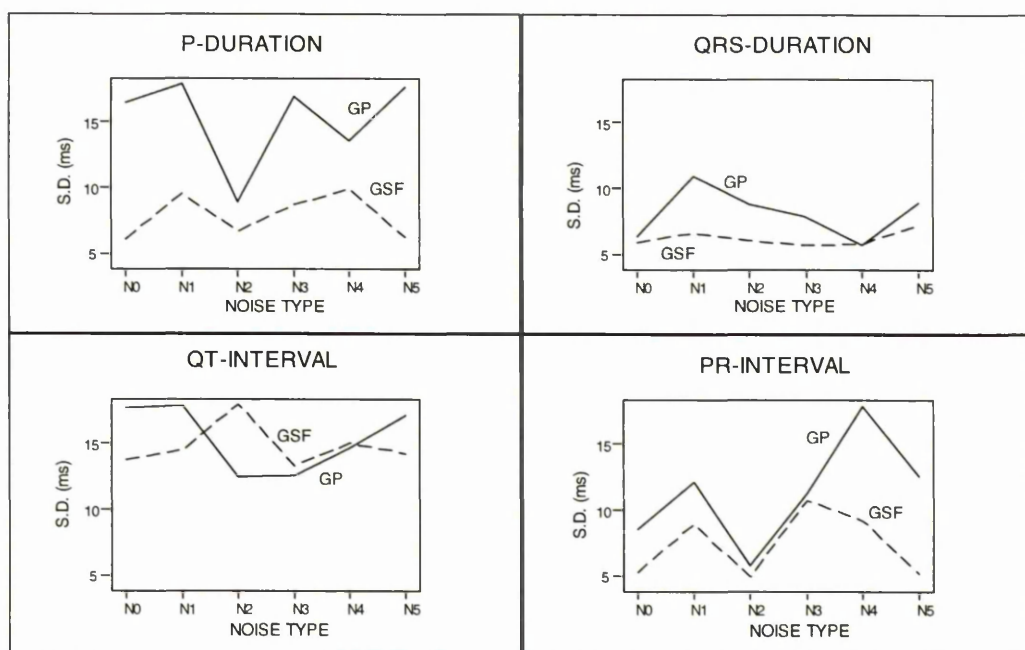 P-DURATION
S.D. (ms)
15
10
5
GP
GSF
N0 N1 N2 N3 N4 N5
NOISE TYPE
QRS-DURATION
S.D. (ms)
15
10
5
GP
GSF
N0 N1 N2 N3 N4 N5
NOISE TYPE
QT-INTERVAL
S.D. (ms)
15
10
5
GSF
GP
N0 N1 N2 N3 N4 N5
NOISE TYPE
PR-INTERVAL
S.D. (ms)
15
10
5
GP
GSF
N0 N1 N2 N3 N4 N5
NOISE TYPE